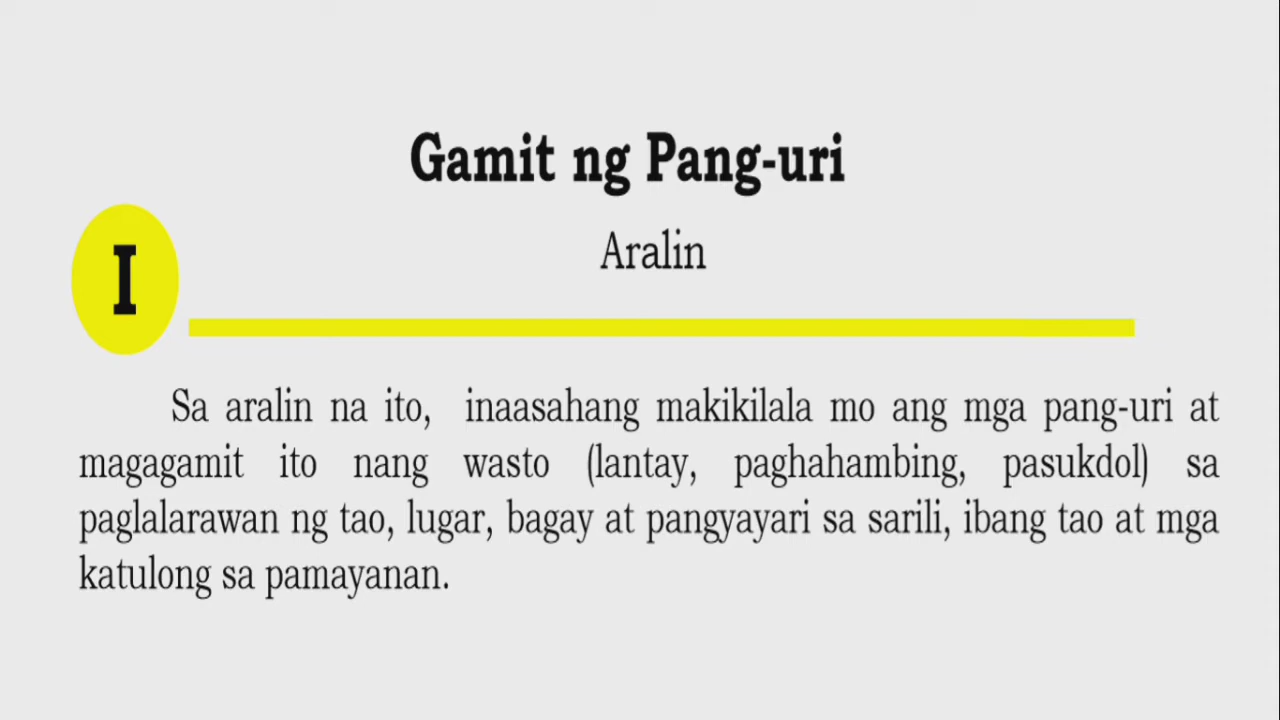 Gamit ng Pang-uri
Aralin
I
Sa aralin na ito, inaasahang makikilala mo ang mga pang-uri at
magagamit ito nang wasto (lantay, paghahambing, pasukdol) sa
paglalarawan ng tao, lugar, bagay at pangyayari sa sarili, ibang tao at mga
katulong sa pamayanan.